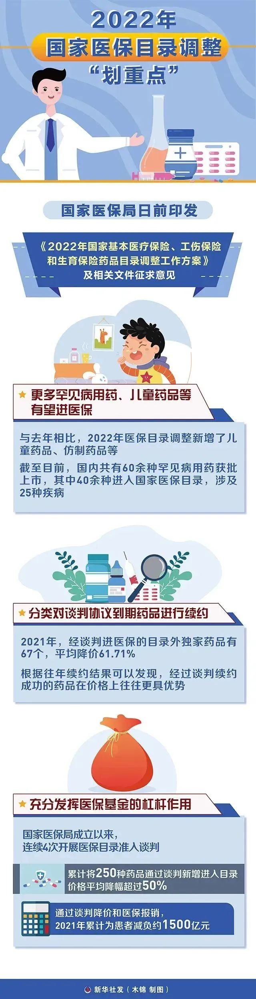 2022年
国家医保目录调整
“划重点”
国家医保局日前印发
《2022年国家基本医疗保险、工伤保险
和生育保险药品目录调整工作方案》
及相关文件征求意见
更多罕见病用药、儿童药品等
有望进医保
与去年相比，2022年医保目录调整新增了儿
童药品、仿制药品等
截至目前，国内共有60余种罕见病用药获批
上市，其中40余种进入国家医保目录，涉及
25种疾病
分类对谈判协议到期药品进行续约
2021年，经谈判进医保的目录外独家药品有
67个，平均降价61.71%
根据往年续约结果可以发现，经过谈判续约
成功的药品在价格上往往更具优势
充分发挥医保基金的杠杆作用
国家医保局成立以来，
连续4次开展医保目录准入谈判
累计将250种药品通过谈判新增进入目录
价格平均降幅超过50%
通过谈判降价和医保报销，
2021年累计为患者减负约1500亿元
新华社发（木锦 制图）